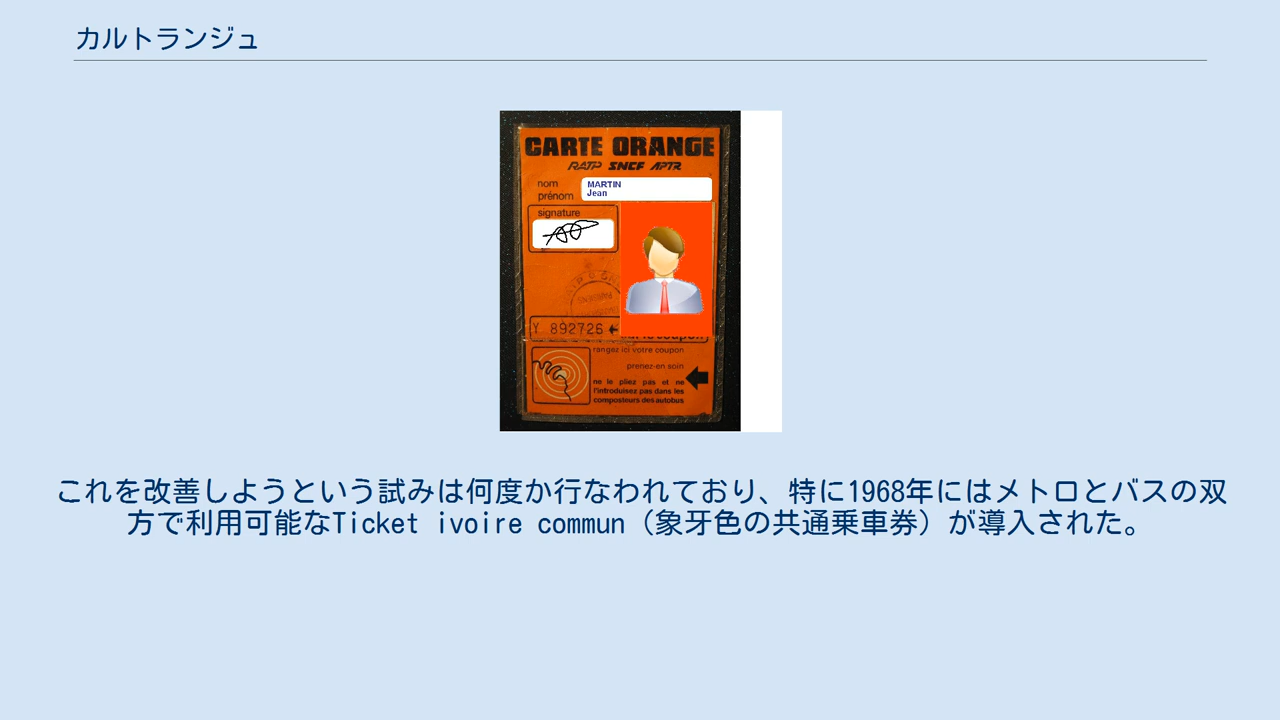 カルトランジュ
CARTE ORANGE
RATP SNCF APTR
nom
MARTIN
prénom
Jean
signature
Y 892726
rangez ici votre coupon
prenez-en soin
ne le pliez pas et ne
l'introduisez pas dans les
composteurs des autobus
これを改善しようという試みは何度か行なわれており、特に1968年にはメトロとバスの双
方で利用可能なTicket ivoire commun（象牙色の共通乗車券）が導入された。